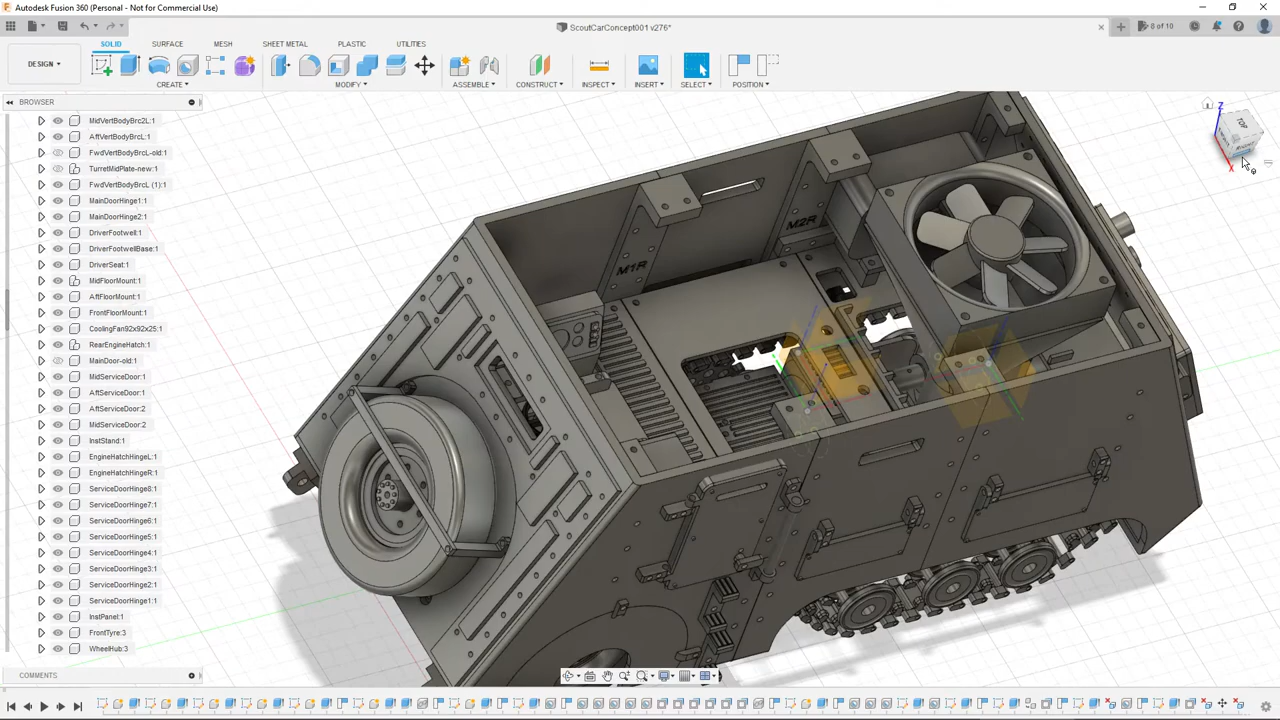 Autodesk Fusion 360 (Personal - Not for Commercial Use)
ScoutCarConcept001 v276*
8 of 10
SOLID SURFACE MESH SHEET METAL PLASTIC UTILITIES
DESIGN
CREATE MODIFY ASSEMBLE CONSTRUCT INSPECT INSERT SELECT POSITION
BROWSER
MidVertBodyBrc2L:1
AftVertBodyBrcL:1
FwdVertBodyBrcL-old:1
TurretMidPlate-new:1
FwdVertBodyBrcL (1):1
MainDoorHinge1:1
MainDoorHinge2:1
DriverFootwell:1
DriverFootwellBase:1
DriverSeat:1
MidFloorMount:1
AftFloorMount:1
FrontFloorMount:1
CoolingFan92x92x25:1
RearEngineHatch:1
MainDoor-old:1
MidServiceDoor:1
AftServiceDoor:1
AftServiceDoor:2
MidServiceDoor:2
InstStand:1
EngineHatchHingeL:1
EngineHatchHingeR:1
ServiceDoorHinge8:1
ServiceDoorHinge7:1
ServiceDoorHinge6:1
ServiceDoorHinge5:1
ServiceDoorHinge4:1
ServiceDoorHinge3:1
ServiceDoorHinge2:1
ServiceDoorHinge1:1
InstPanel:1
FrontTyre:3
WheelHub:3
COMMENTS
M1R
M2R
Z
TOP
X